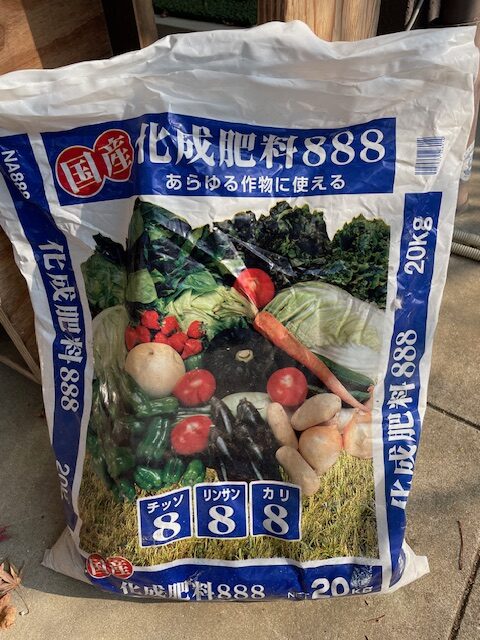 国産 化成肥料888
あらゆる作物に使える
NA888
化成肥料888
20kg
化成肥料888
チッソ リンサン カリ
8 8 8
国産 化成肥料888 20KG